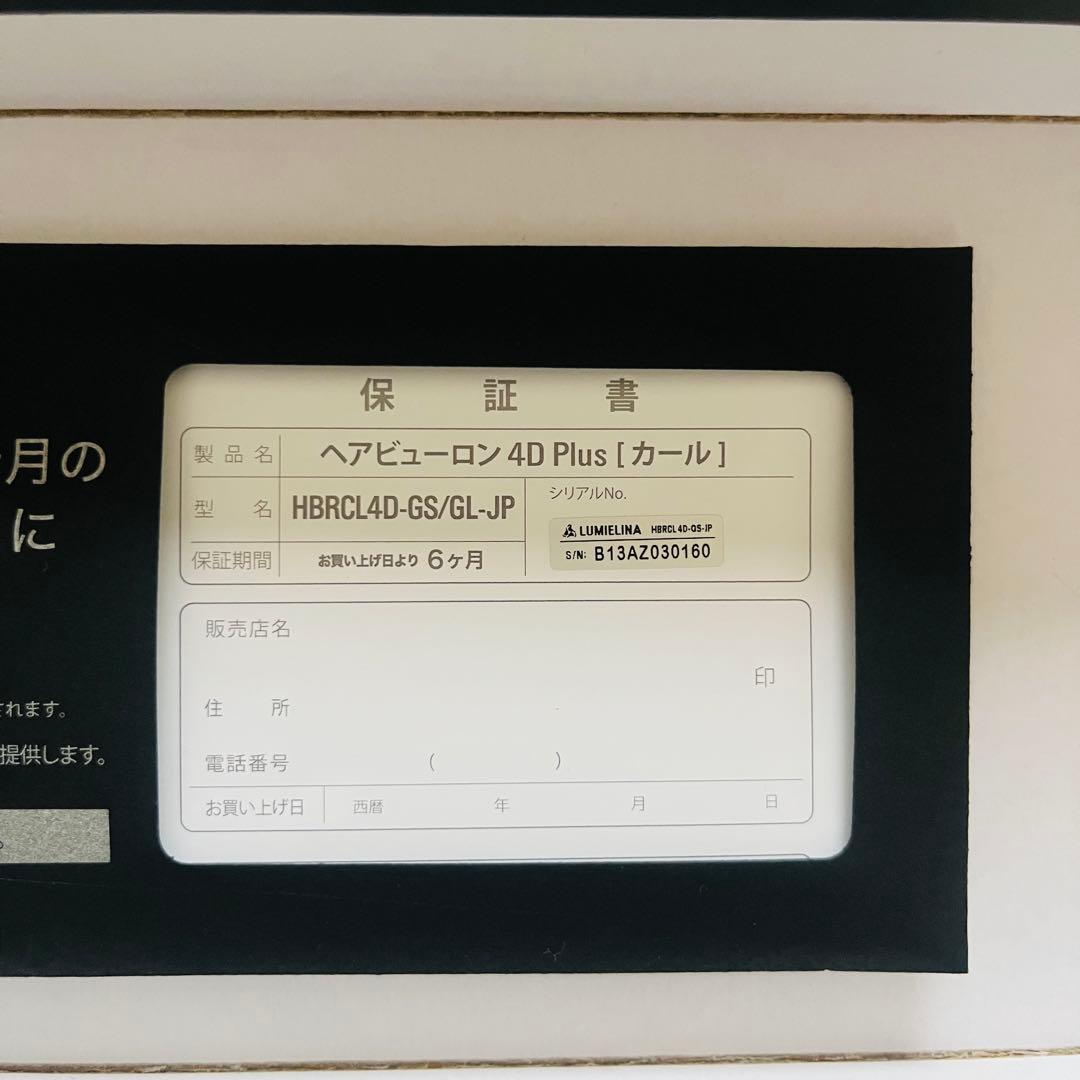 月の
に
されます。
提供します。
。
保証書
製品名 ヘアビューロン 4D Plus [カール]
型名 HBRCL4D-GS/GL-JP
シリアルNo.
LUMIELINA HBRCL4D-GS-JP
S/N: B13AZ030160
保証期間 お買い上げ日より 6ヶ月
販売店名
印
住所
電話番号 ( )
お買い上げ日 西暦 年 月 日